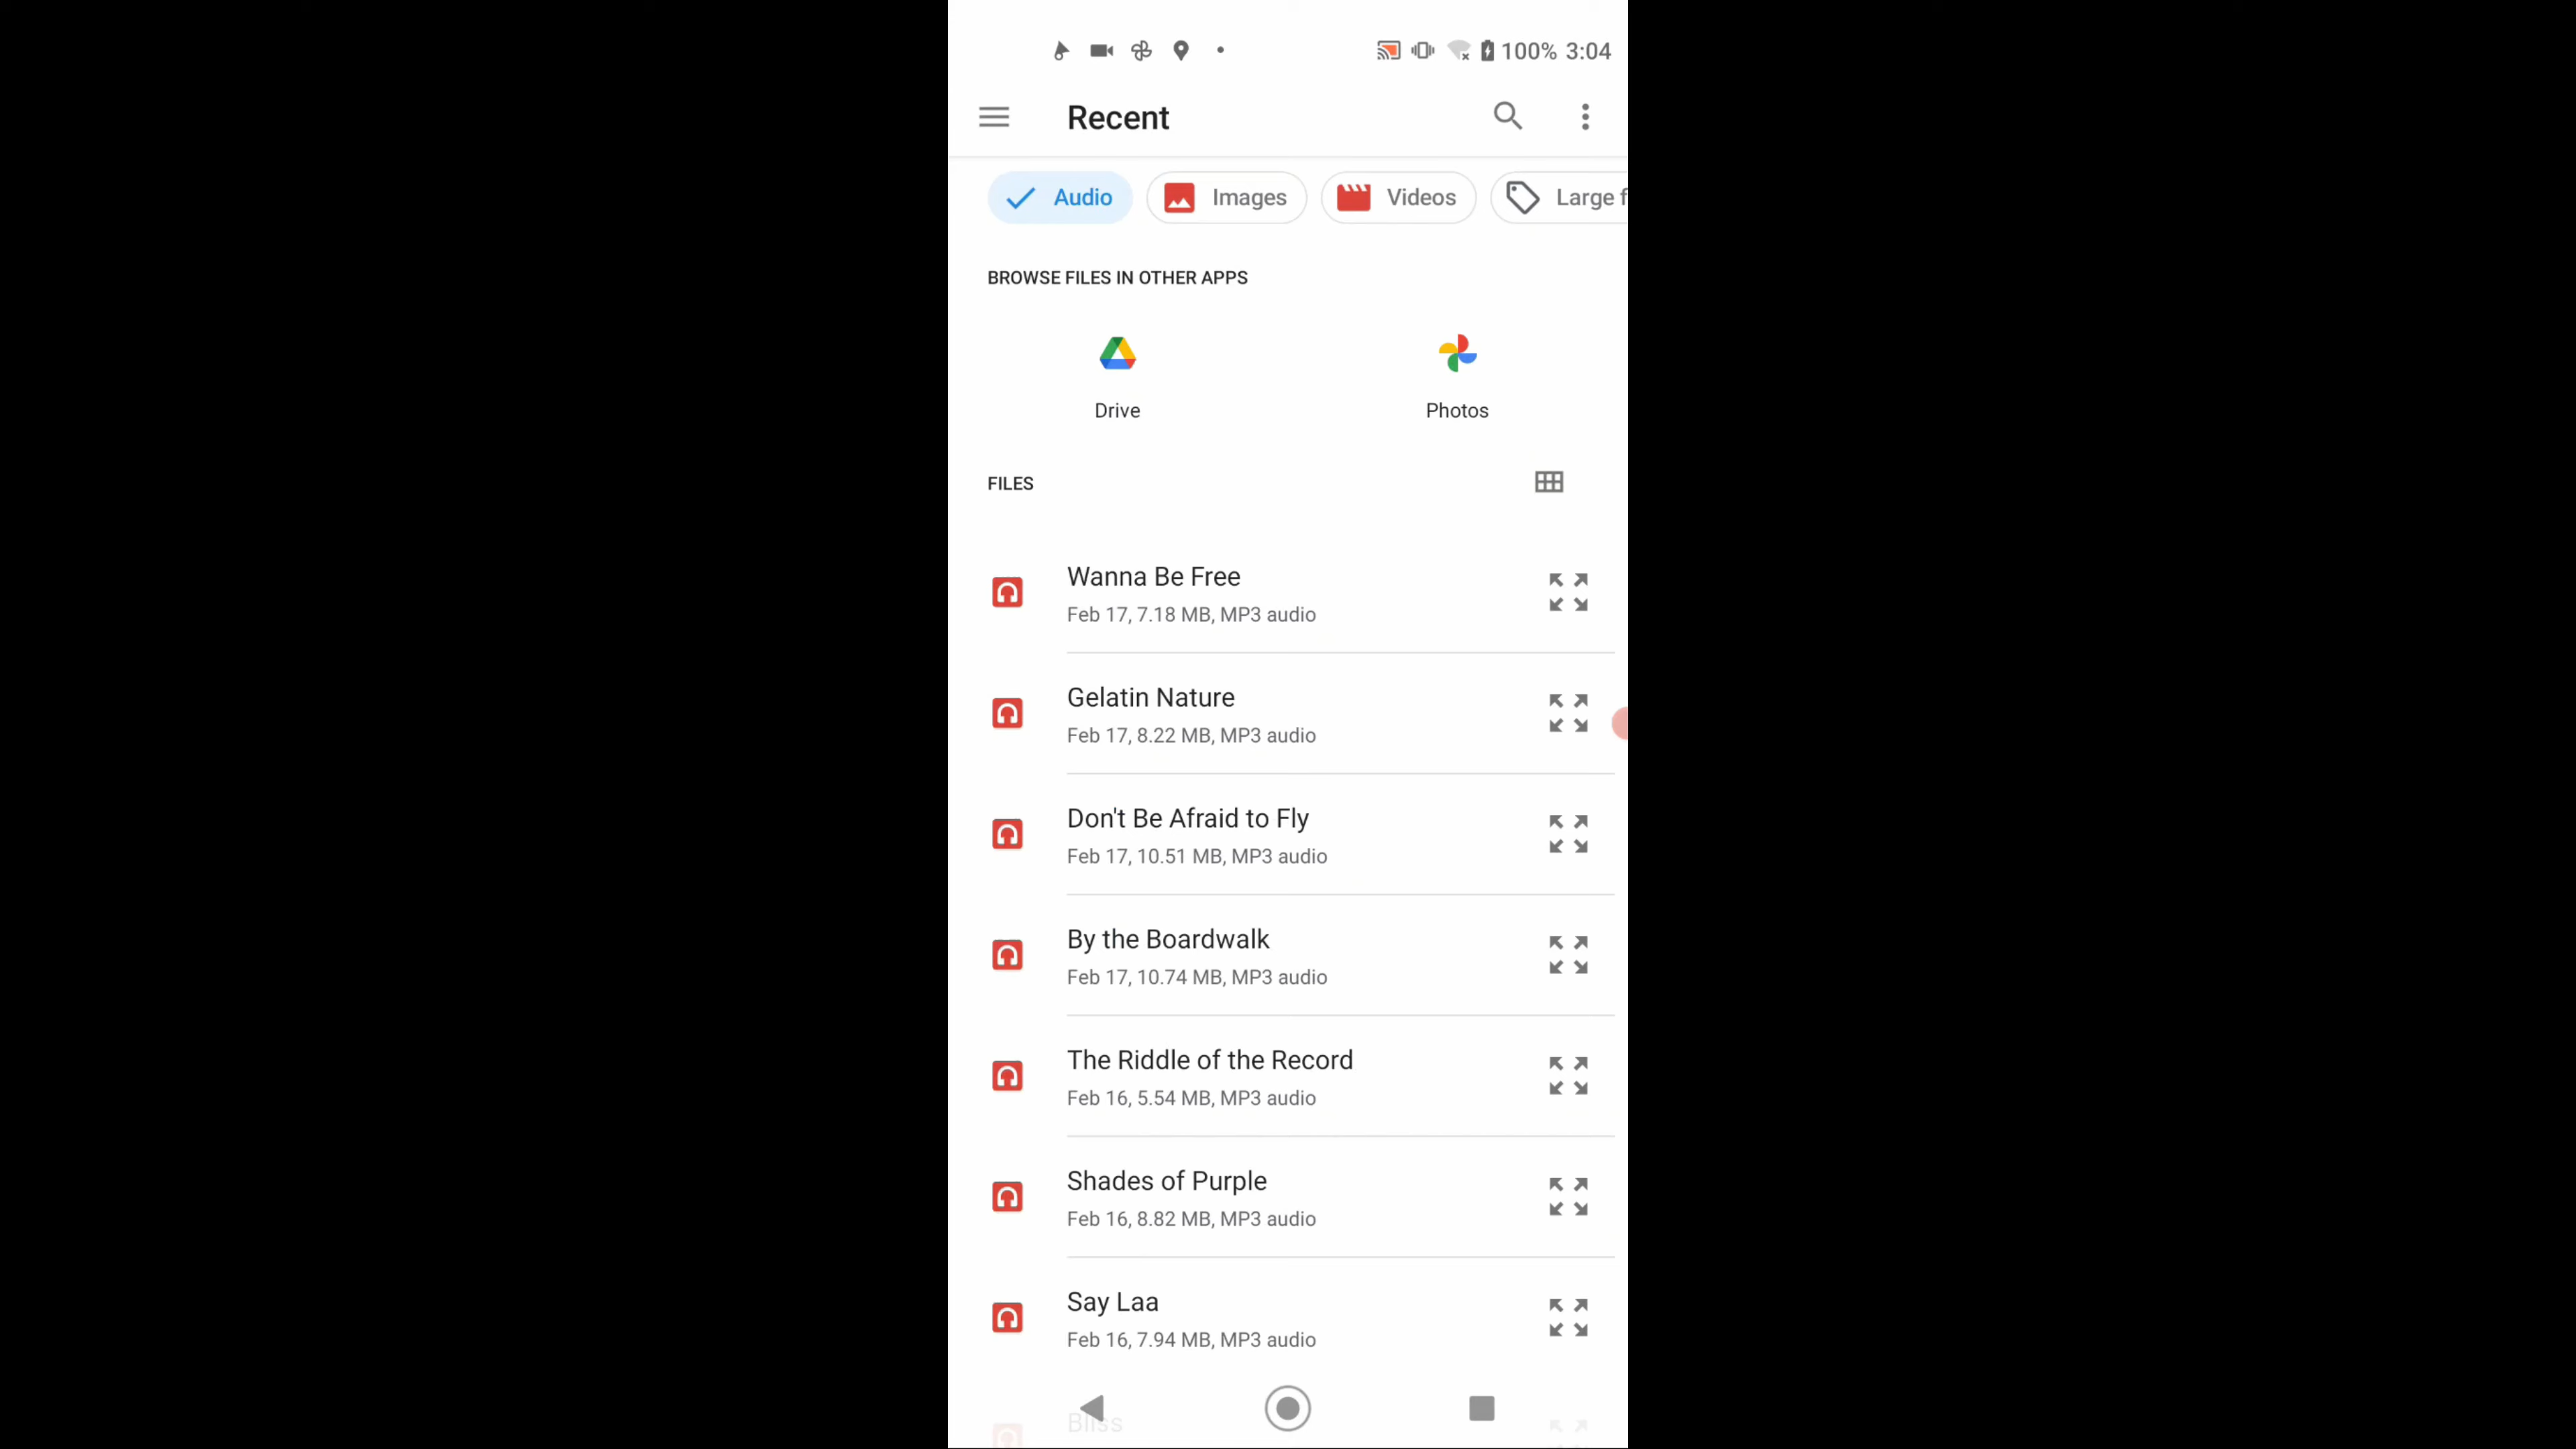 100% 3:04
Recent
Audio Images Videos Large f
BROWSE FILES IN OTHER APPS
Drive Photos
FILES
Wanna Be Free
Feb 17, 7.18 MB, MP3 audio
Gelatin Nature
Feb 17, 8.22 MB, MP3 audio
Don't Be Afraid to Fly
Feb 17, 10.51 MB, MP3 audio
By the Boardwalk
Feb 17, 10.74 MB, MP3 audio
The Riddle of the Record
Feb 16, 5.54 MB, MP3 audio
Shades of Purple
Feb 16, 8.82 MB, MP3 audio
Say Laa
Feb 16, 7.94 MB, MP3 audio
Bliss